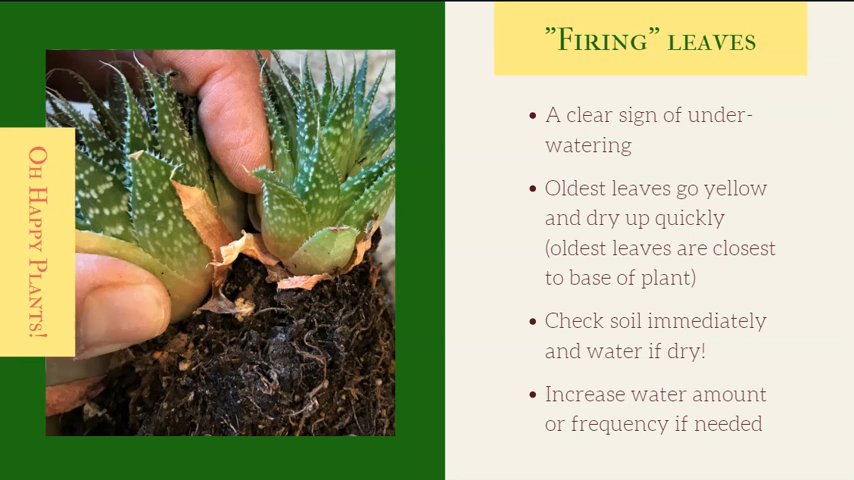 Oh Happy Plants!
”Firing” leaves
• A clear sign of under-
watering
• Oldest leaves go yellow
and dry up quickly
(oldest leaves are closest
to base of plant)
• Check soil immediately
and water if dry!
• Increase water amount
or frequency if needed